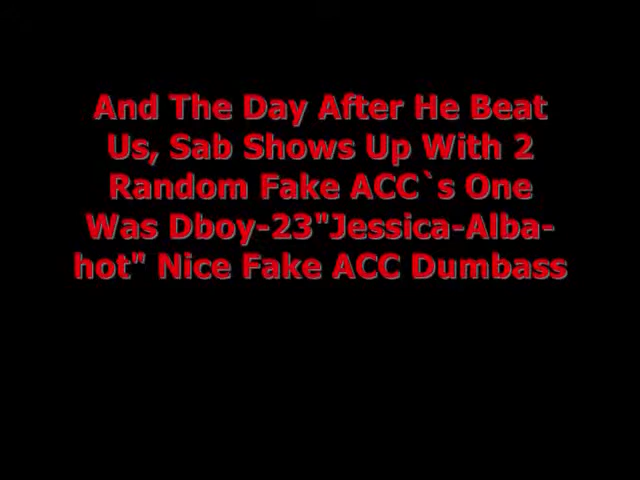 And The Day After He Beat
Us, Sab Shows Up With 2
Random Fake ACC`s One
Was Dboy-23"Jessica-Alba-
hot" Nice Fake ACC Dumbass